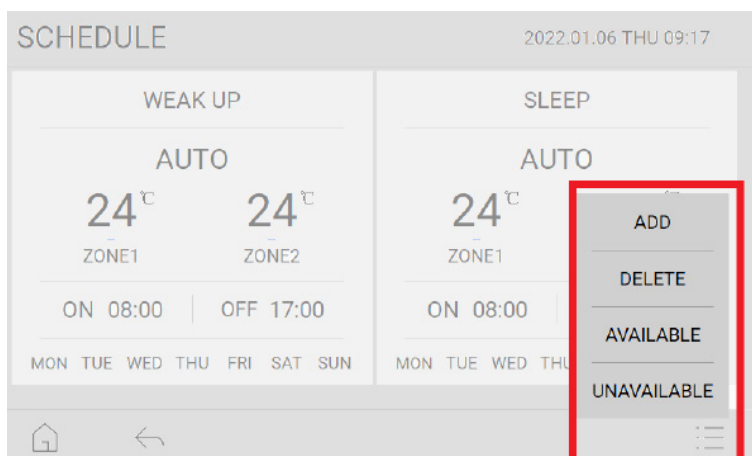 SCHEDULE 2022.01.06 THU 09:17
WEAK UP
AUTO
24℃ 24℃
ZONE1 ZONE2
ON 08:00 OFF 17:00
MON TUE WED THU FRI SAT SUN
SLEEP
AUTO
24℃
ZONE1
ON 08:00
MON TUE WED THU
ADD
DELETE
AVAILABLE
UNAVAILABLE